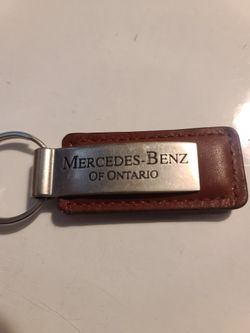 MERCEDES-BENZ
OF ONTARIO